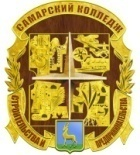 САМАРСКИЙ КОЛЛЕДЖ
СТРОИТЕЛЬСТВА И ПРЕДПРИНИМАТЕЛЬСТВА